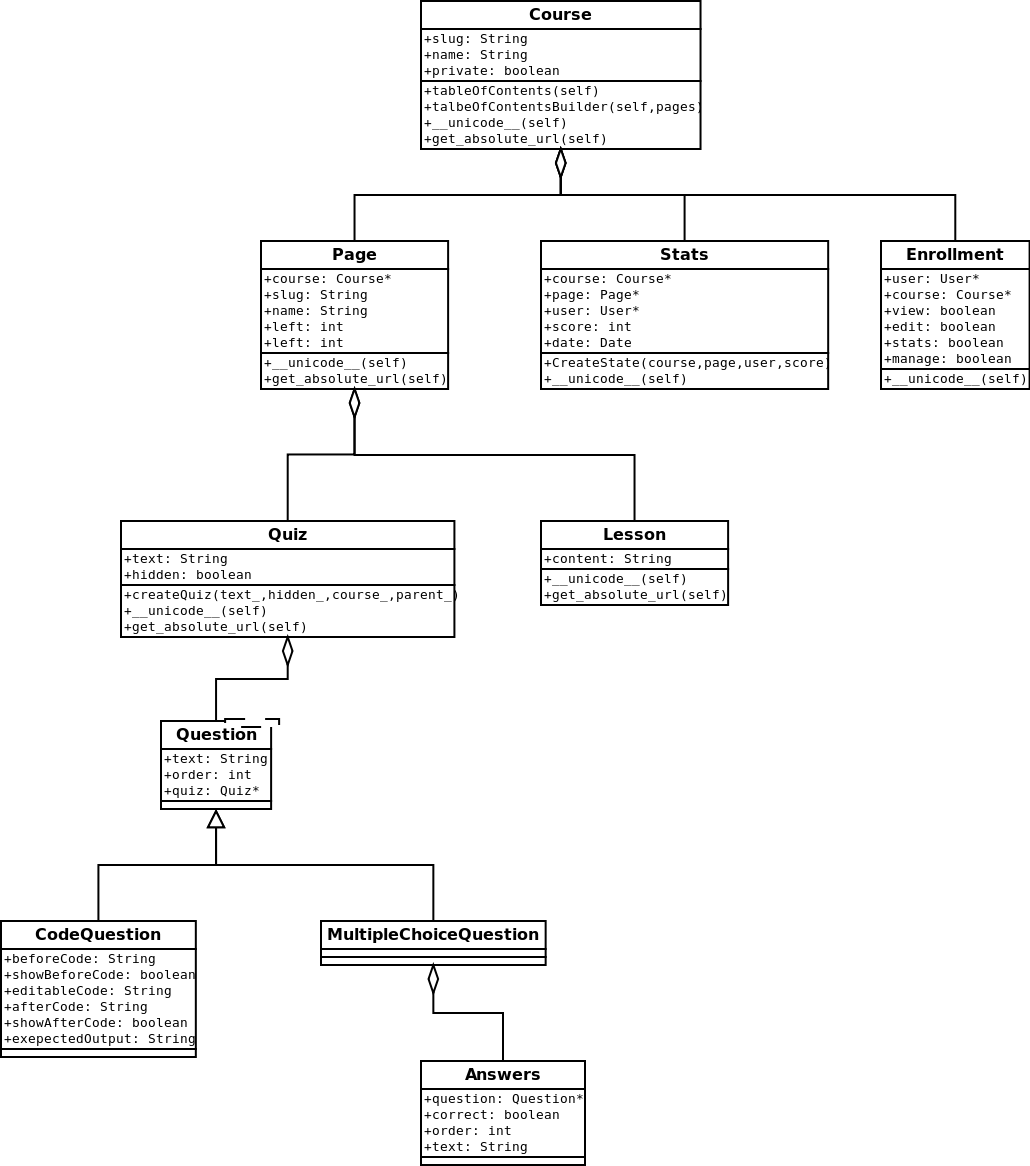 Course
+slug: String
+name: String
+private: boolean
+tableOfContents(self)
+talbeOfContentsBuilder(self,pages)
+__unicode__(self)
+get_absolute_url(self)
Page
+course: Course*
+slug: String
+name: String
+left: int
+left: int
+__unicode__(self)
+get_absolute_url(self)
Stats
+course: Course*
+page: Page*
+user: User*
+score: int
+date: Date
+CreateState(course,page,user,score)
+__unicode__(self)
Enrollment
+user: User*
+course: Course*
+view: boolean
+edit: boolean
+stats: boolean
+manage: boolean
+__unicode__(self)
Quiz
+text: String
+hidden: boolean
+createQuiz(text_,hidden_,course_,parent_)
+__unicode__(self)
+get_absolute_url(self)
Lesson
+content: String
+__unicode__(self)
+get_absolute_url(self)
Question
+text: String
+order: int
+quiz: Quiz*
CodeQuestion
+beforeCode: String
+showBeforeCode: boolean
+editableCode: String
+afterCode: String
+showAfterCode: boolean
+exepectedOutput: String
MultipleChoiceQuestion
Answers
+question: Question*
+correct: boolean
+order: int
+text: String